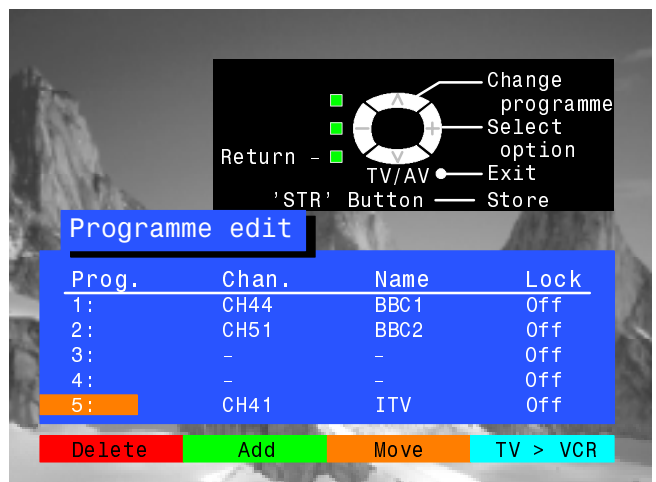 Change
programme
Select
option
Return –
TV/AV Exit
'STR' Button Store
Programme edit
Prog. Chan. Name Lock
1: CH44 BBC1 Off
2: CH51 BBC2 Off
3: – – Off
4: – – Off
5: CH41 ITV Off
Delete Add Move TV > VCR